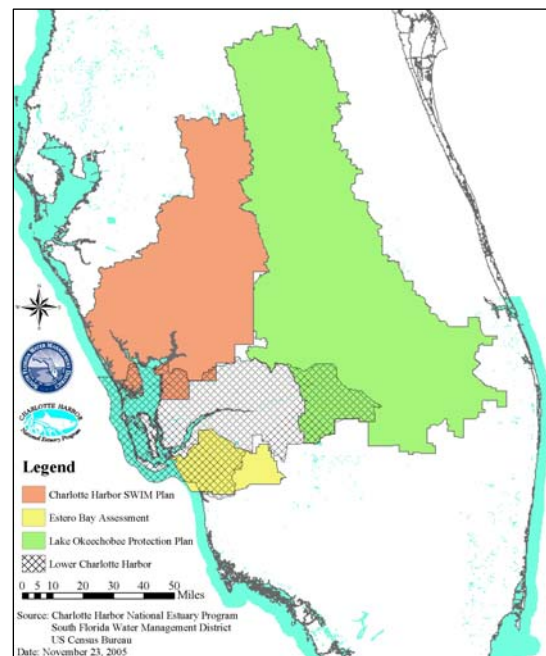 CHARLOTTE HARBOR
National Estuary Program
Legend
Charlotte Harbor SWIM Plan
Estero Bay Assessment
Lake Okeechobee Protection Plan
Lower Charlotte Harbor
0 5 10 20 30 40 50
Miles
Source: Charlotte Harbor National Estuary Program
South Florida Water Management District
US Census Bureau
Date: November 23, 2005